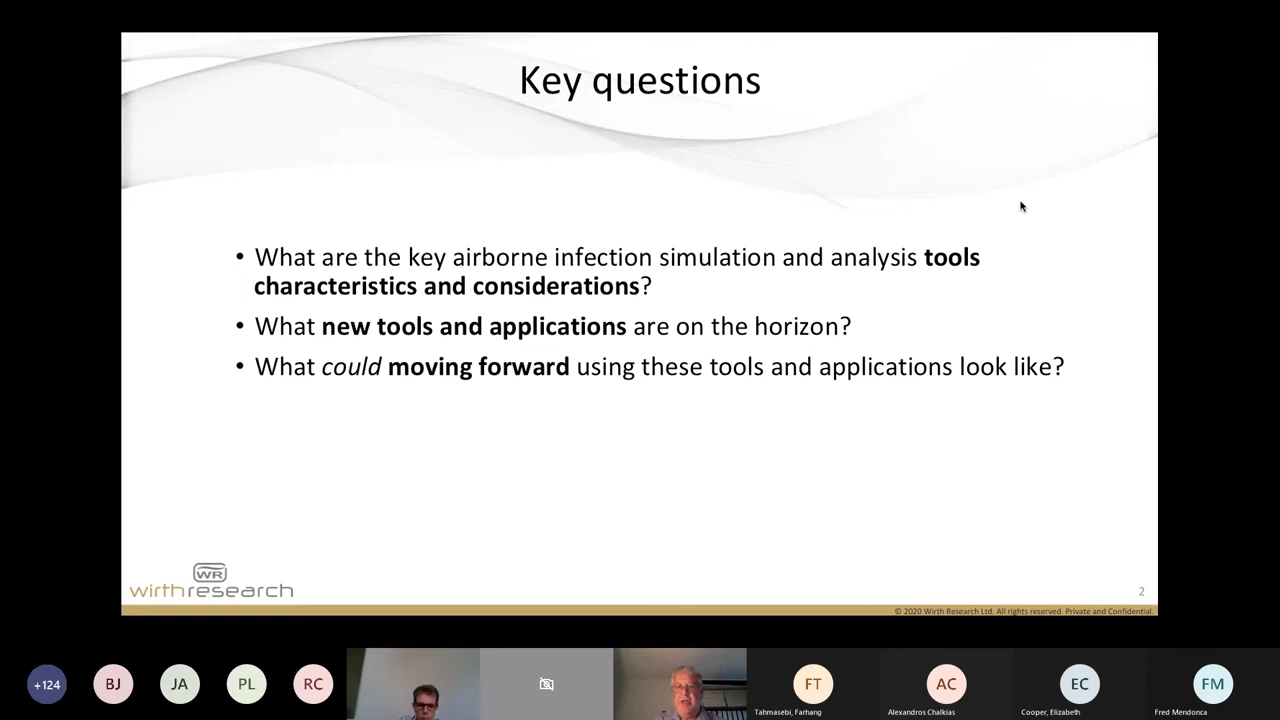 Key questions
• What are the key airborne infection simulation and analysis tools
characteristics and considerations?
• What new tools and applications are on the horizon?
• What could moving forward using these tools and applications look like?
WR
wirthresearch
2
© 2020 Wirth Research Ltd. All rights reserved. Private and Confidential.
+124
BJ
JA
PL
RC
FT
AC
EC
FM
Tahmasebi, Farhang
Alexandros Chalkias
Cooper, Elizabeth
Fred Mendonca